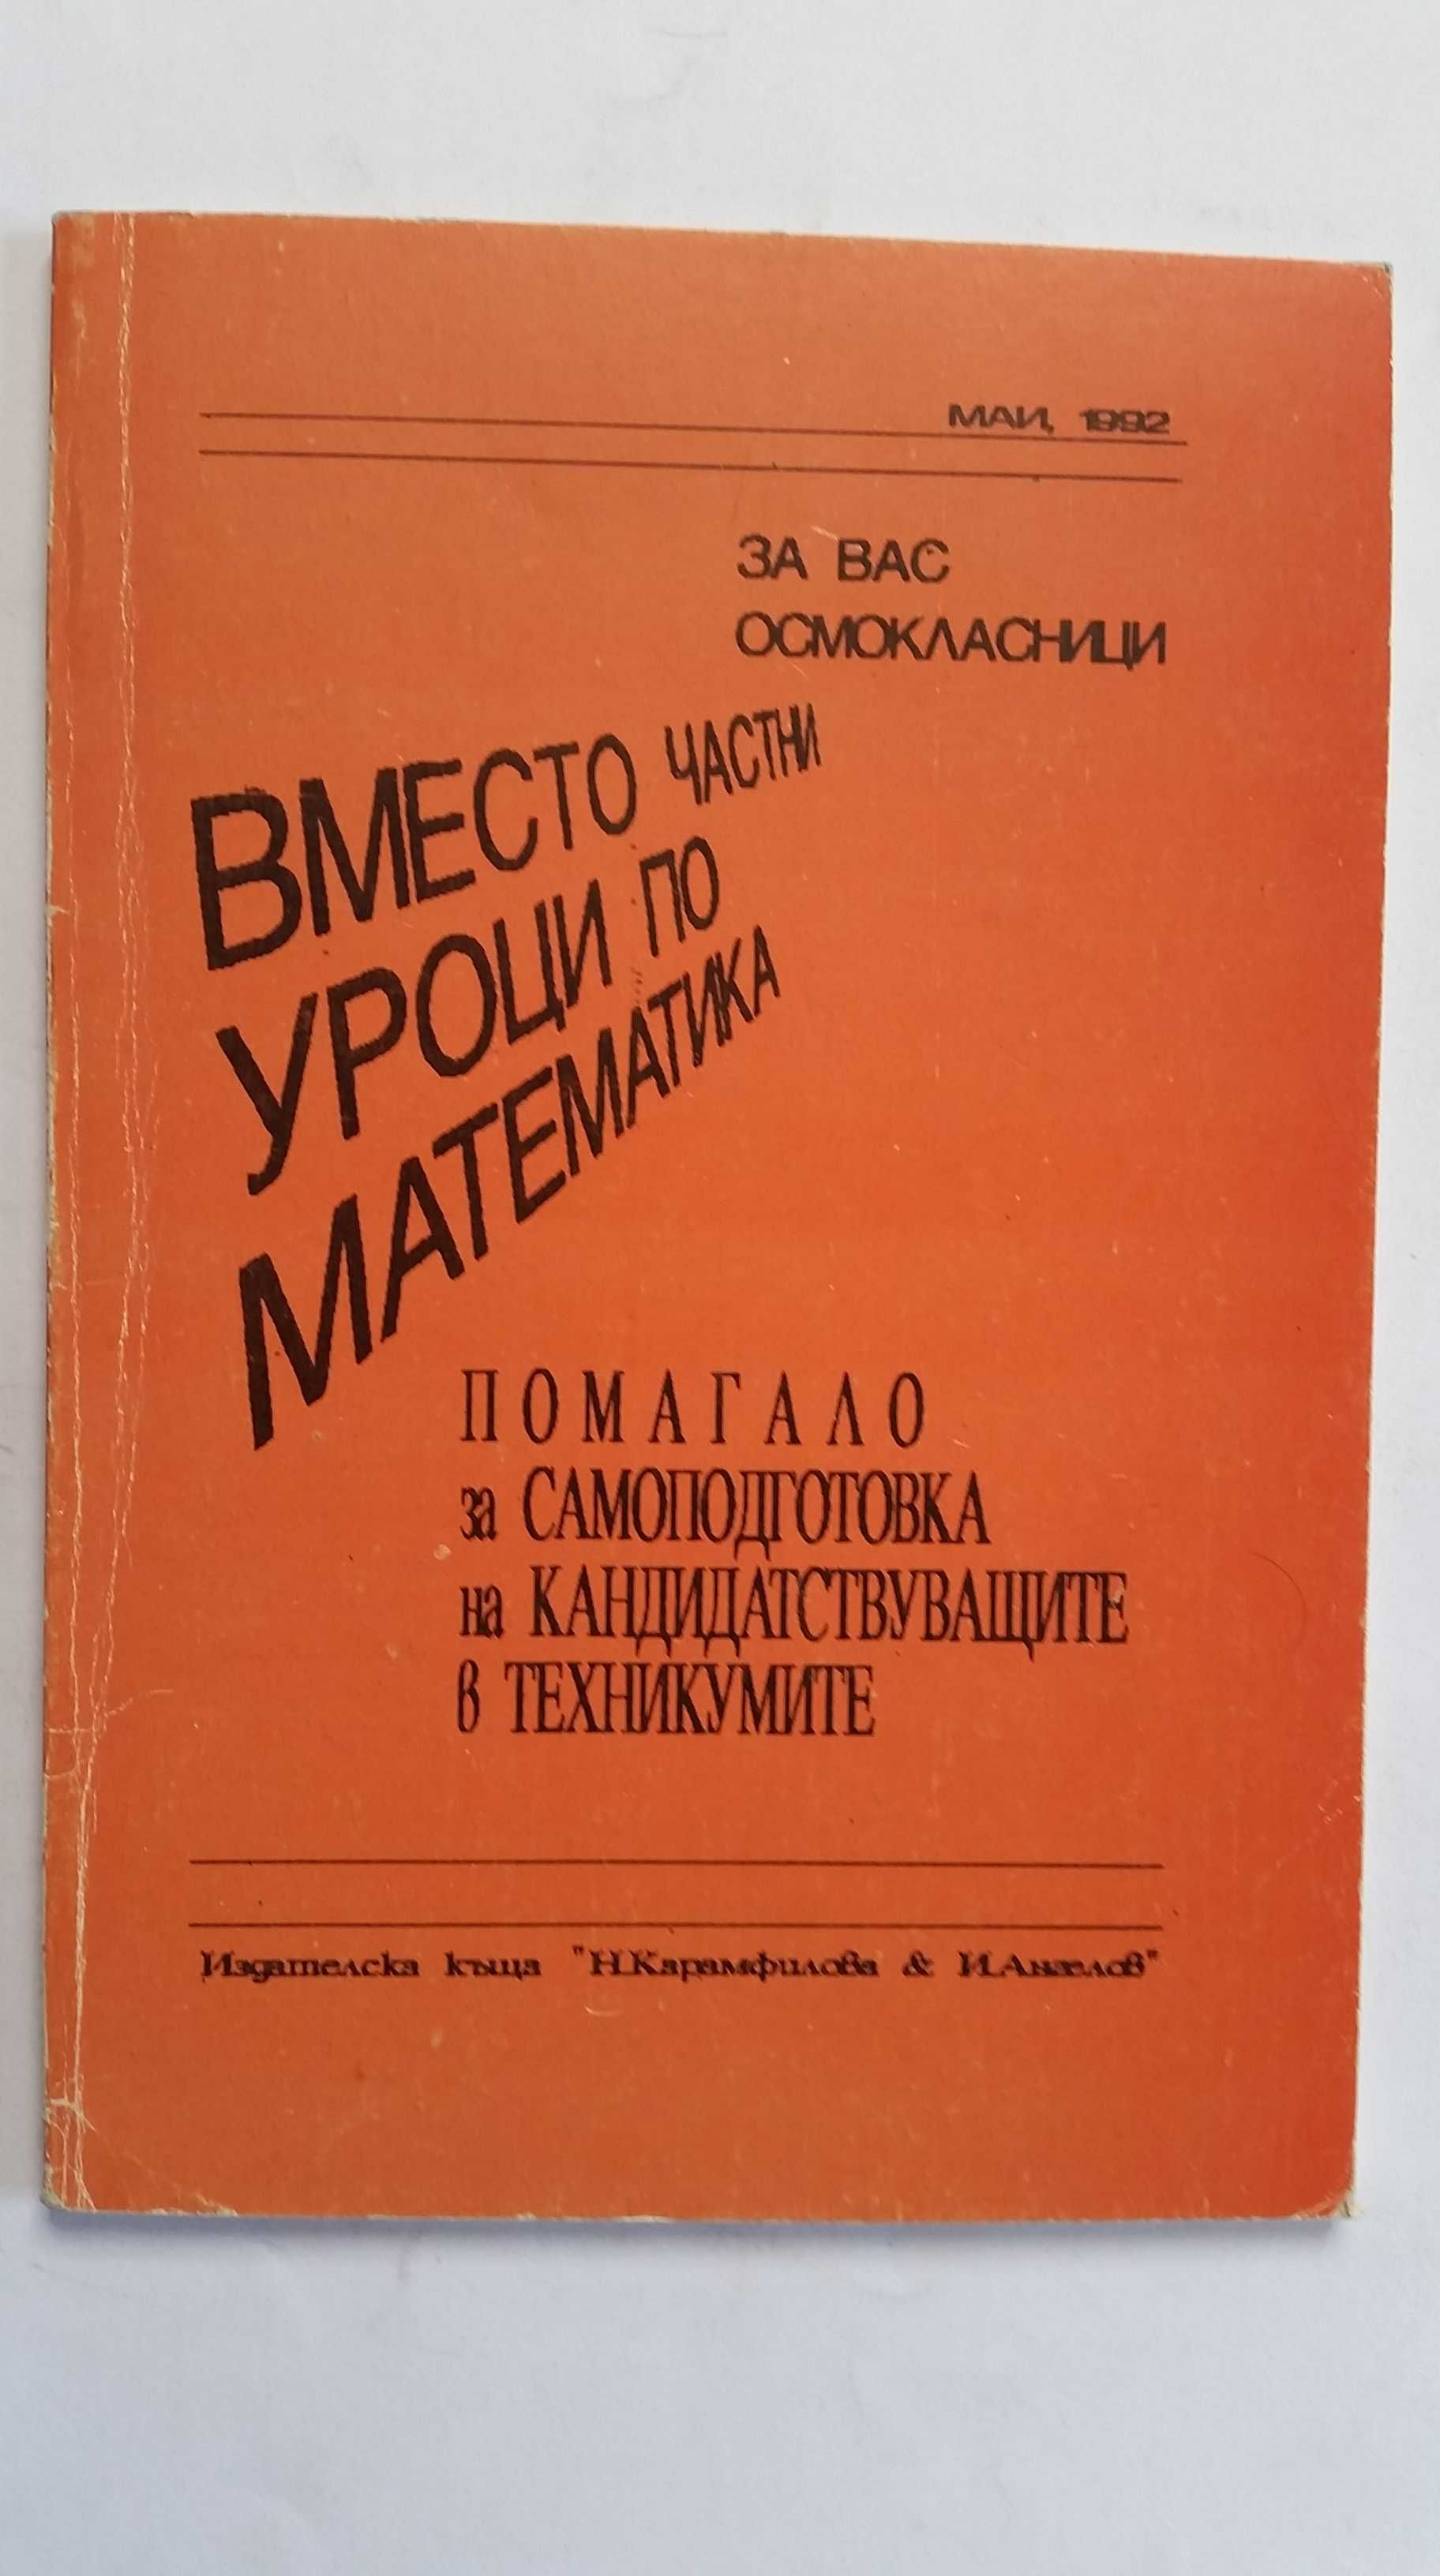 МАЙ, 1992
ЗА ВАС
ОСМОКЛАСНИЦИ
ВМЕСТО ЧАСТНИ
УРОЦИ ПО
МАТЕМАТИКА
ПОМАГАЛО
за САМОПОДГОТОВКА
на КАНДИДАТСТВУВАЩИТЕ
в ТЕХНИКУМИТЕ
Издателска къща "Н.Карамфилова & И.Ангелов"